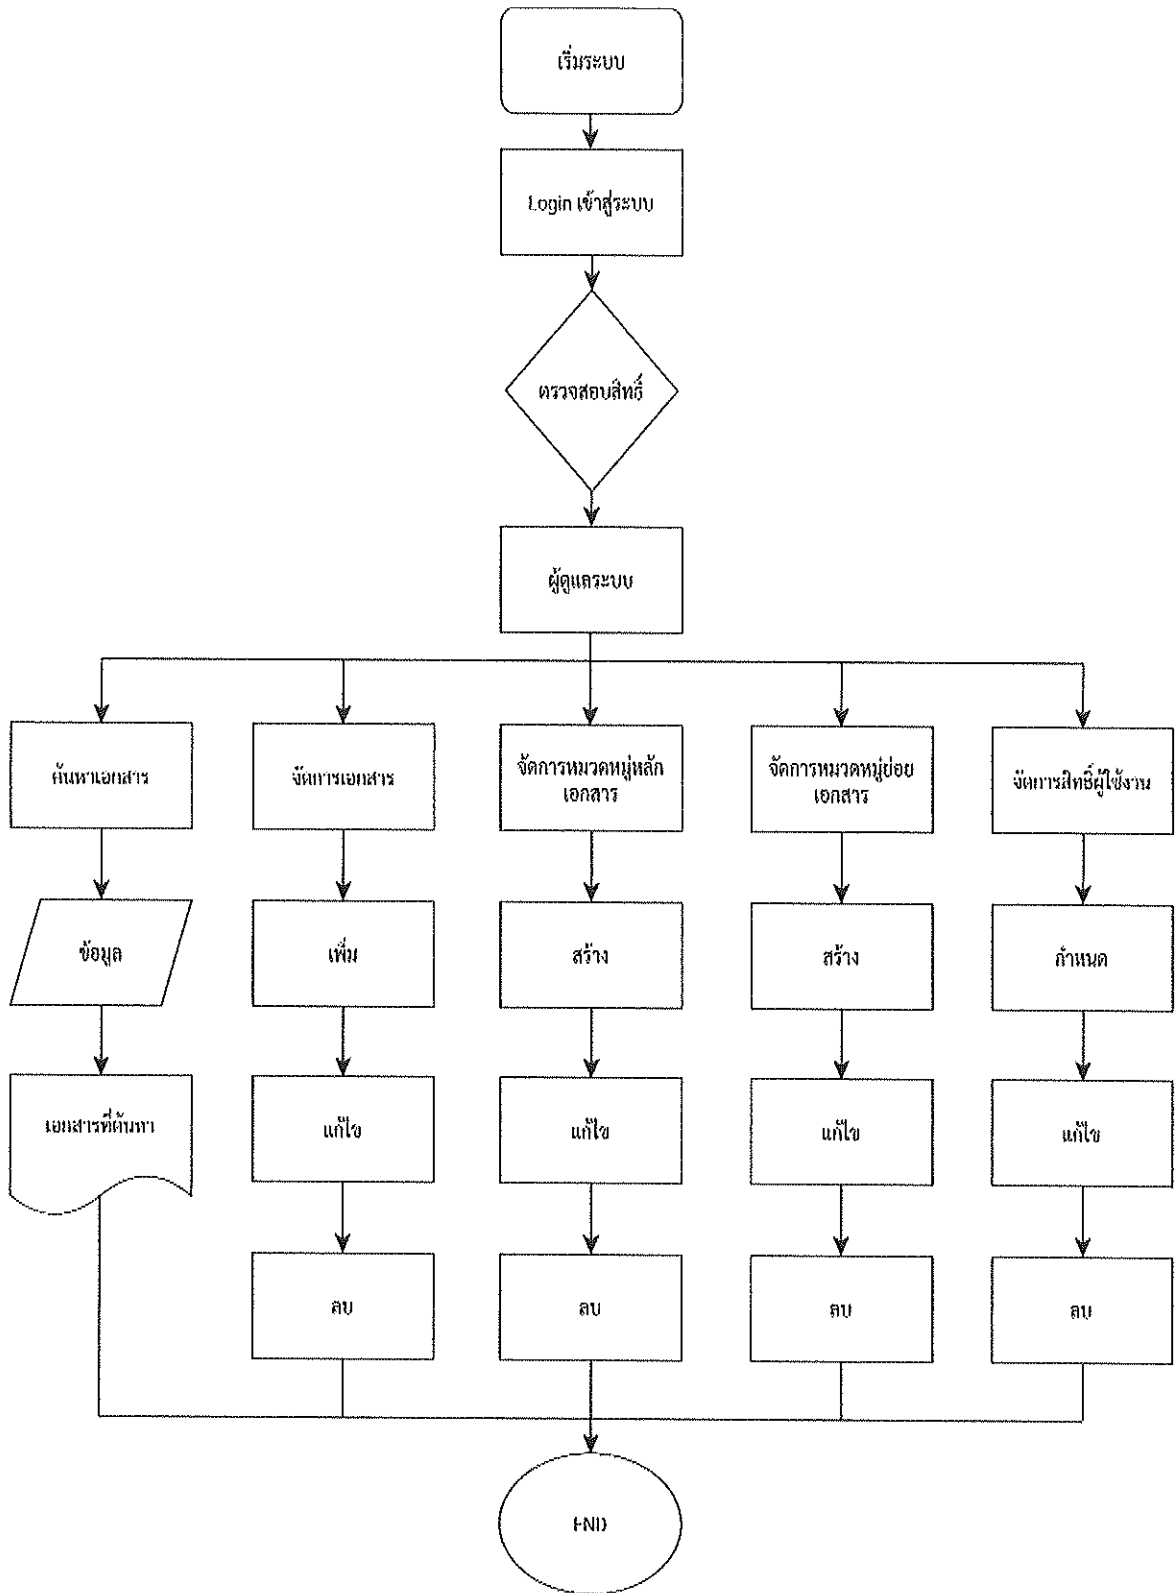 เริ่มระบบ
Login เข้าสู่ระบบ
ตรวจสอบสิทธิ์
ผู้ดูแลระบบ
ค้นหาเอกสาร
จัดการเอกสาร
จัดการหมวดหมู่หลัก
เอกสาร
จัดการหมวดหมู่ย่อย
เอกสาร
จัดการสิทธิ์ผู้ใช้งาน
ข้อมูล
เพิ่ม
สร้าง
สร้าง
กำหนด
เอกสารที่ค้นหา
แก้ไข
แก้ไข
แก้ไข
แก้ไข
ลบ
ลบ
ลบ
ลบ
END